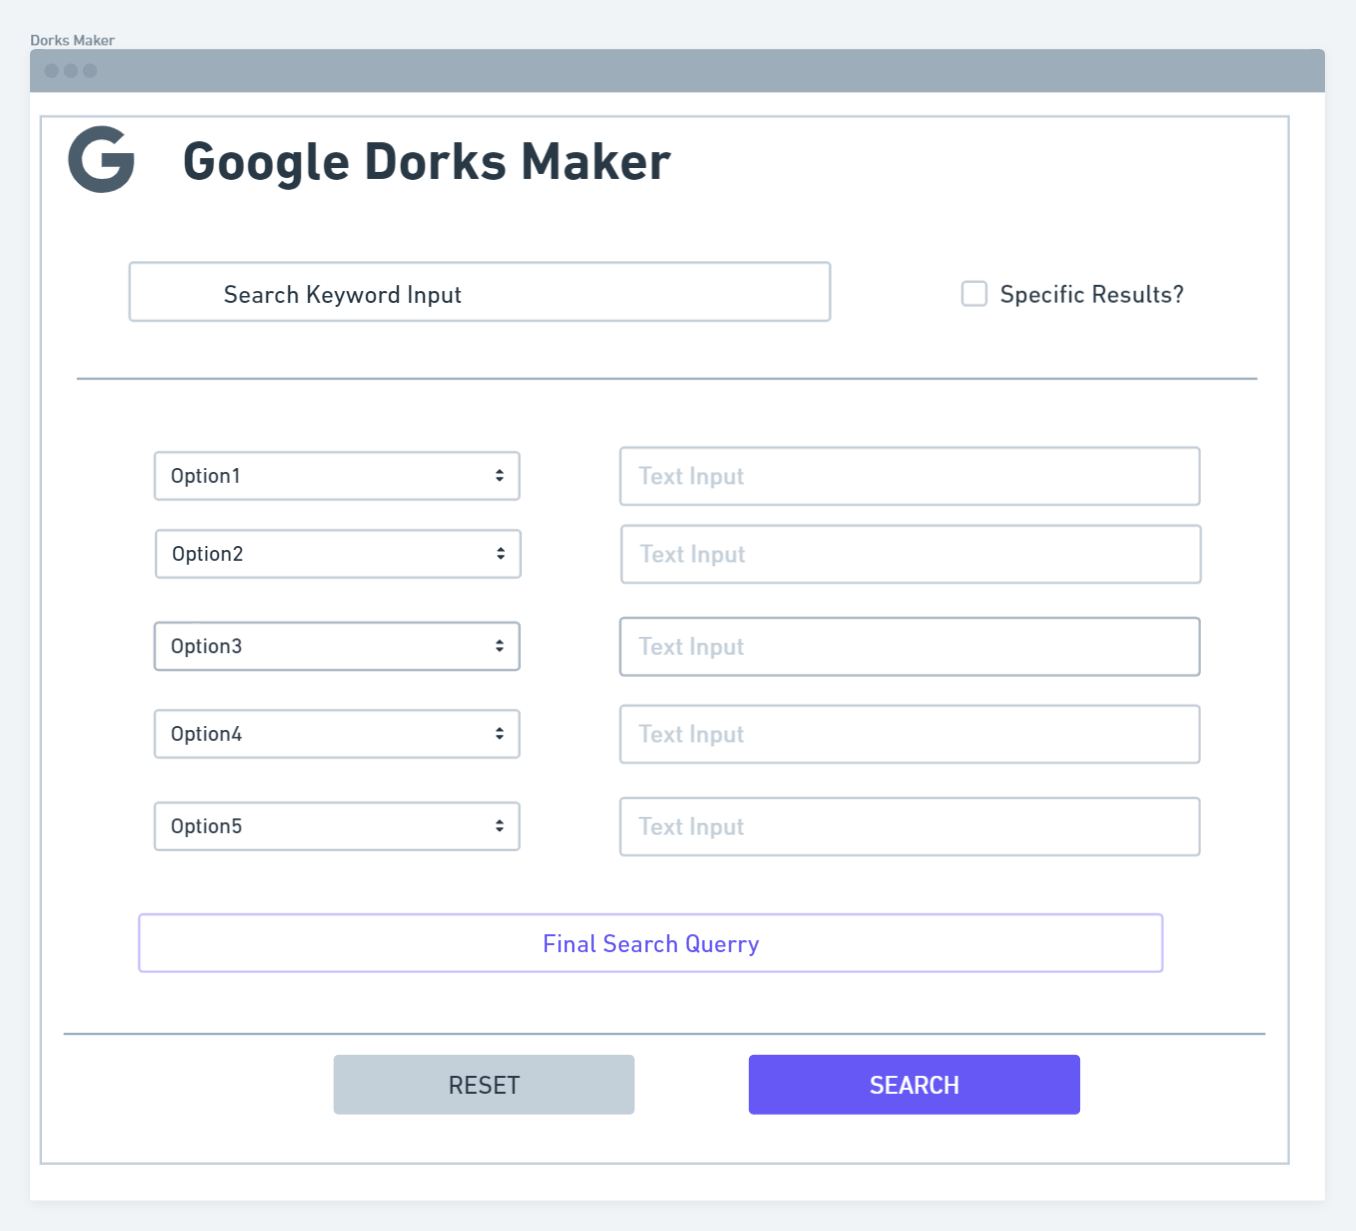 Dorks Maker
Google Dorks Maker
Search Keyword Input
Specific Results?
Option1
Text Input
Option2
Text Input
Option3
Text Input
Option4
Text Input
Option5
Text Input
Final Search Querry
RESET
SEARCH